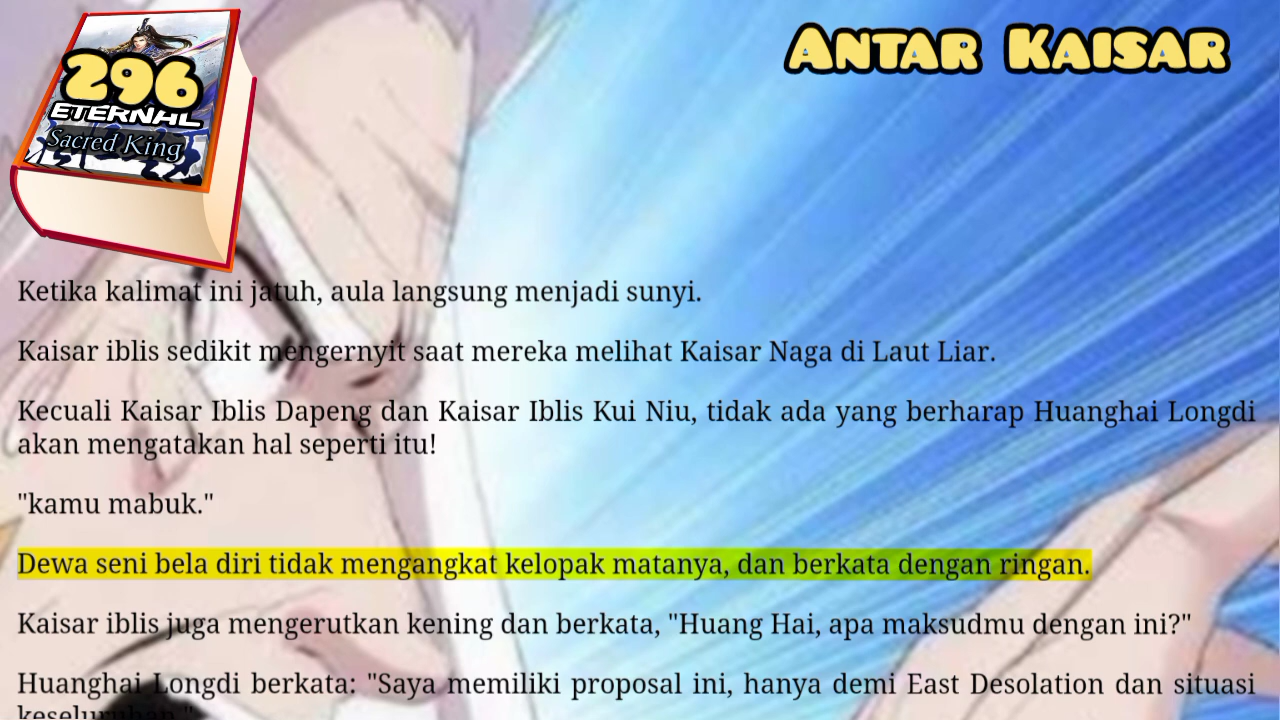 296
ETERNAL
Sacred King
ANTAR KAISAR
Ketika kalimat ini jatuh, aula langsung menjadi sunyi.
Kaisar iblis sedikit mengernyit saat mereka melihat Kaisar Naga di Laut Liar.
Kecuali Kaisar Iblis Dapeng dan Kaisar Iblis Kui Niu, tidak ada yang berharap Huanghai Longdi
akan mengatakan hal seperti itu!
"kamu mabuk."
Dewa seni bela diri tidak mengangkat kelopak matanya, dan berkata dengan ringan.
Kaisar iblis juga mengerutkan kening dan berkata, "Huang Hai, apa maksudmu dengan ini?"
Huanghai Longdi berkata: "Saya memiliki proposal ini, hanya demi East Desolation dan situasi
keseluruhan."